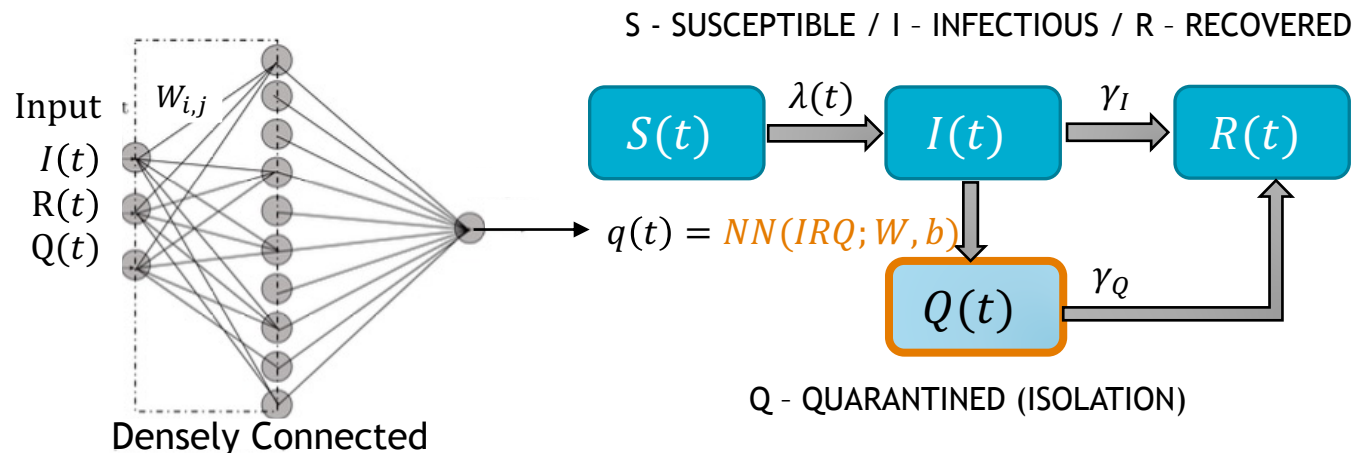 S - SUSCEPTIBLE / I - INFECTIOUS / R - RECOVERED
Input t
W_{i,j}
I(t)
R(t)
Q(t)
Densely Connected
q(t) = NN(IRQ; W, b)
S(t)
λ(t)
I(t)
γ_I
R(t)
Q(t)
γ_Q
Q - QUARANTINED (ISOLATION)